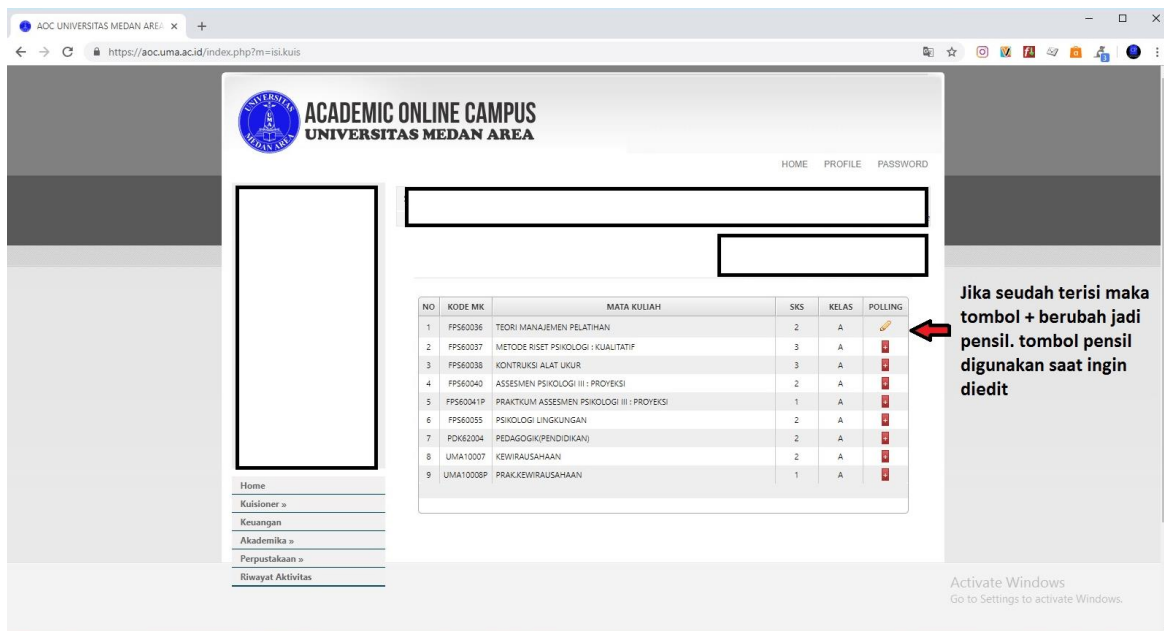 AOC UNIVERSITAS MEDAN AREA
https://aoc.uma.ac.id/index.php?m=isi.kuis
UNIVERSITAS
MEDAN AREA
ACADEMIC ONLINE CAMPUS
UNIVERSITAS MEDAN AREA
HOME PROFILE PASSWORD
NO KODE MK MATA KULIAH SKS KELAS POLLING
1 FPS60036 TEORI MANAJEMEN PELATIHAN 2 A
2 FPS60037 METODE RISET PSIKOLOGI : KUALITATIF 3 A +
3 FPS60038 KONTRUKSI ALAT UKUR 3 A +
4 FPS60040 ASSESMEN PSIKOLOGI III : PROYEKSI 2 A +
5 FPS60041P PRAKTKUM ASSESMEN PSIKOLOGI III : PROYEKSI 1 A +
6 FPS60055 PSIKOLOGI LINGKUNGAN 2 A +
7 PDK62004 PEDAGOGIK(PENDIDIKAN) 2 A +
8 UMA10007 KEWIRAUSAHAAN 2 A +
9 UMA10008P PRAK.KEWIRAUSAHAAN 1 A +
Jika seudah terisi maka
tombol + berubah jadi
pensil. tombol pensil
digunakan saat ingin
diedit
Home
Kuisioner »
Keuangan
Akademika »
Perpustakaan »
Riwayat Aktivitas
Activate Windows
Go to Settings to activate Windows.